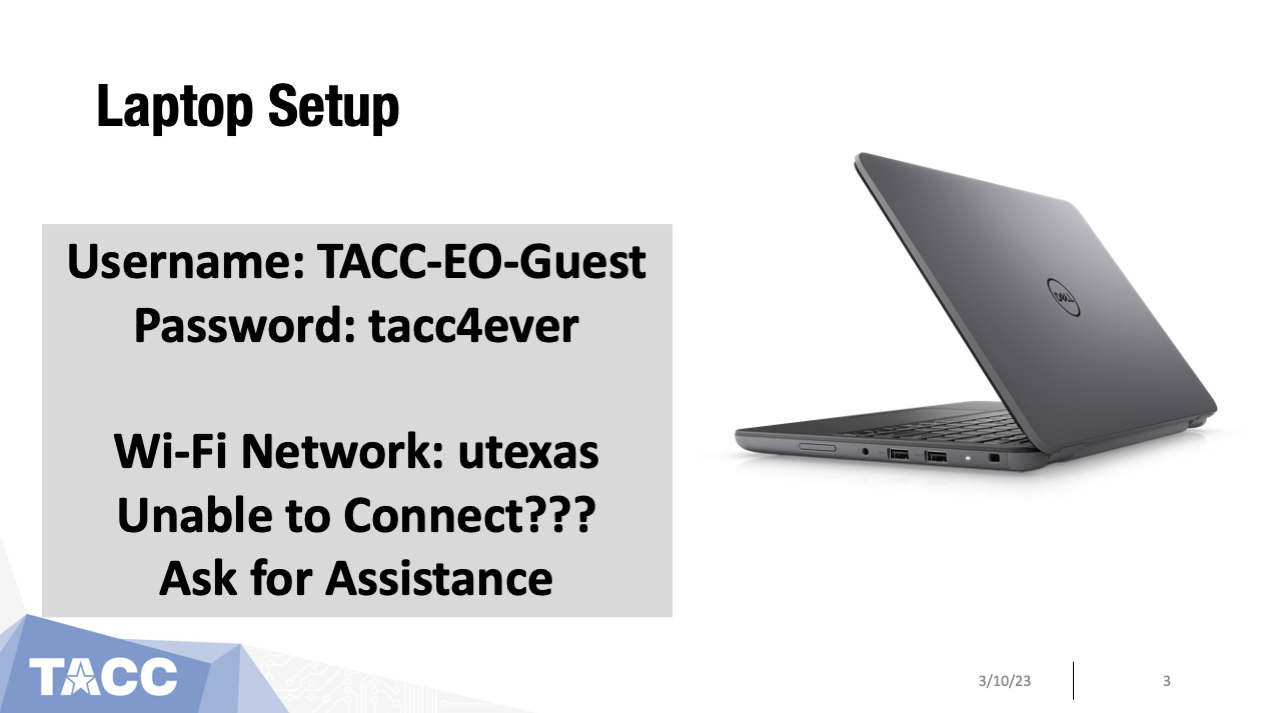 Laptop Setup
Username: TACC-EO-Guest
Password: tacc4ever
Wi-Fi Network: utexas
Unable to Connect???
Ask for Assistance
DELL
TACC
3/10/23
3